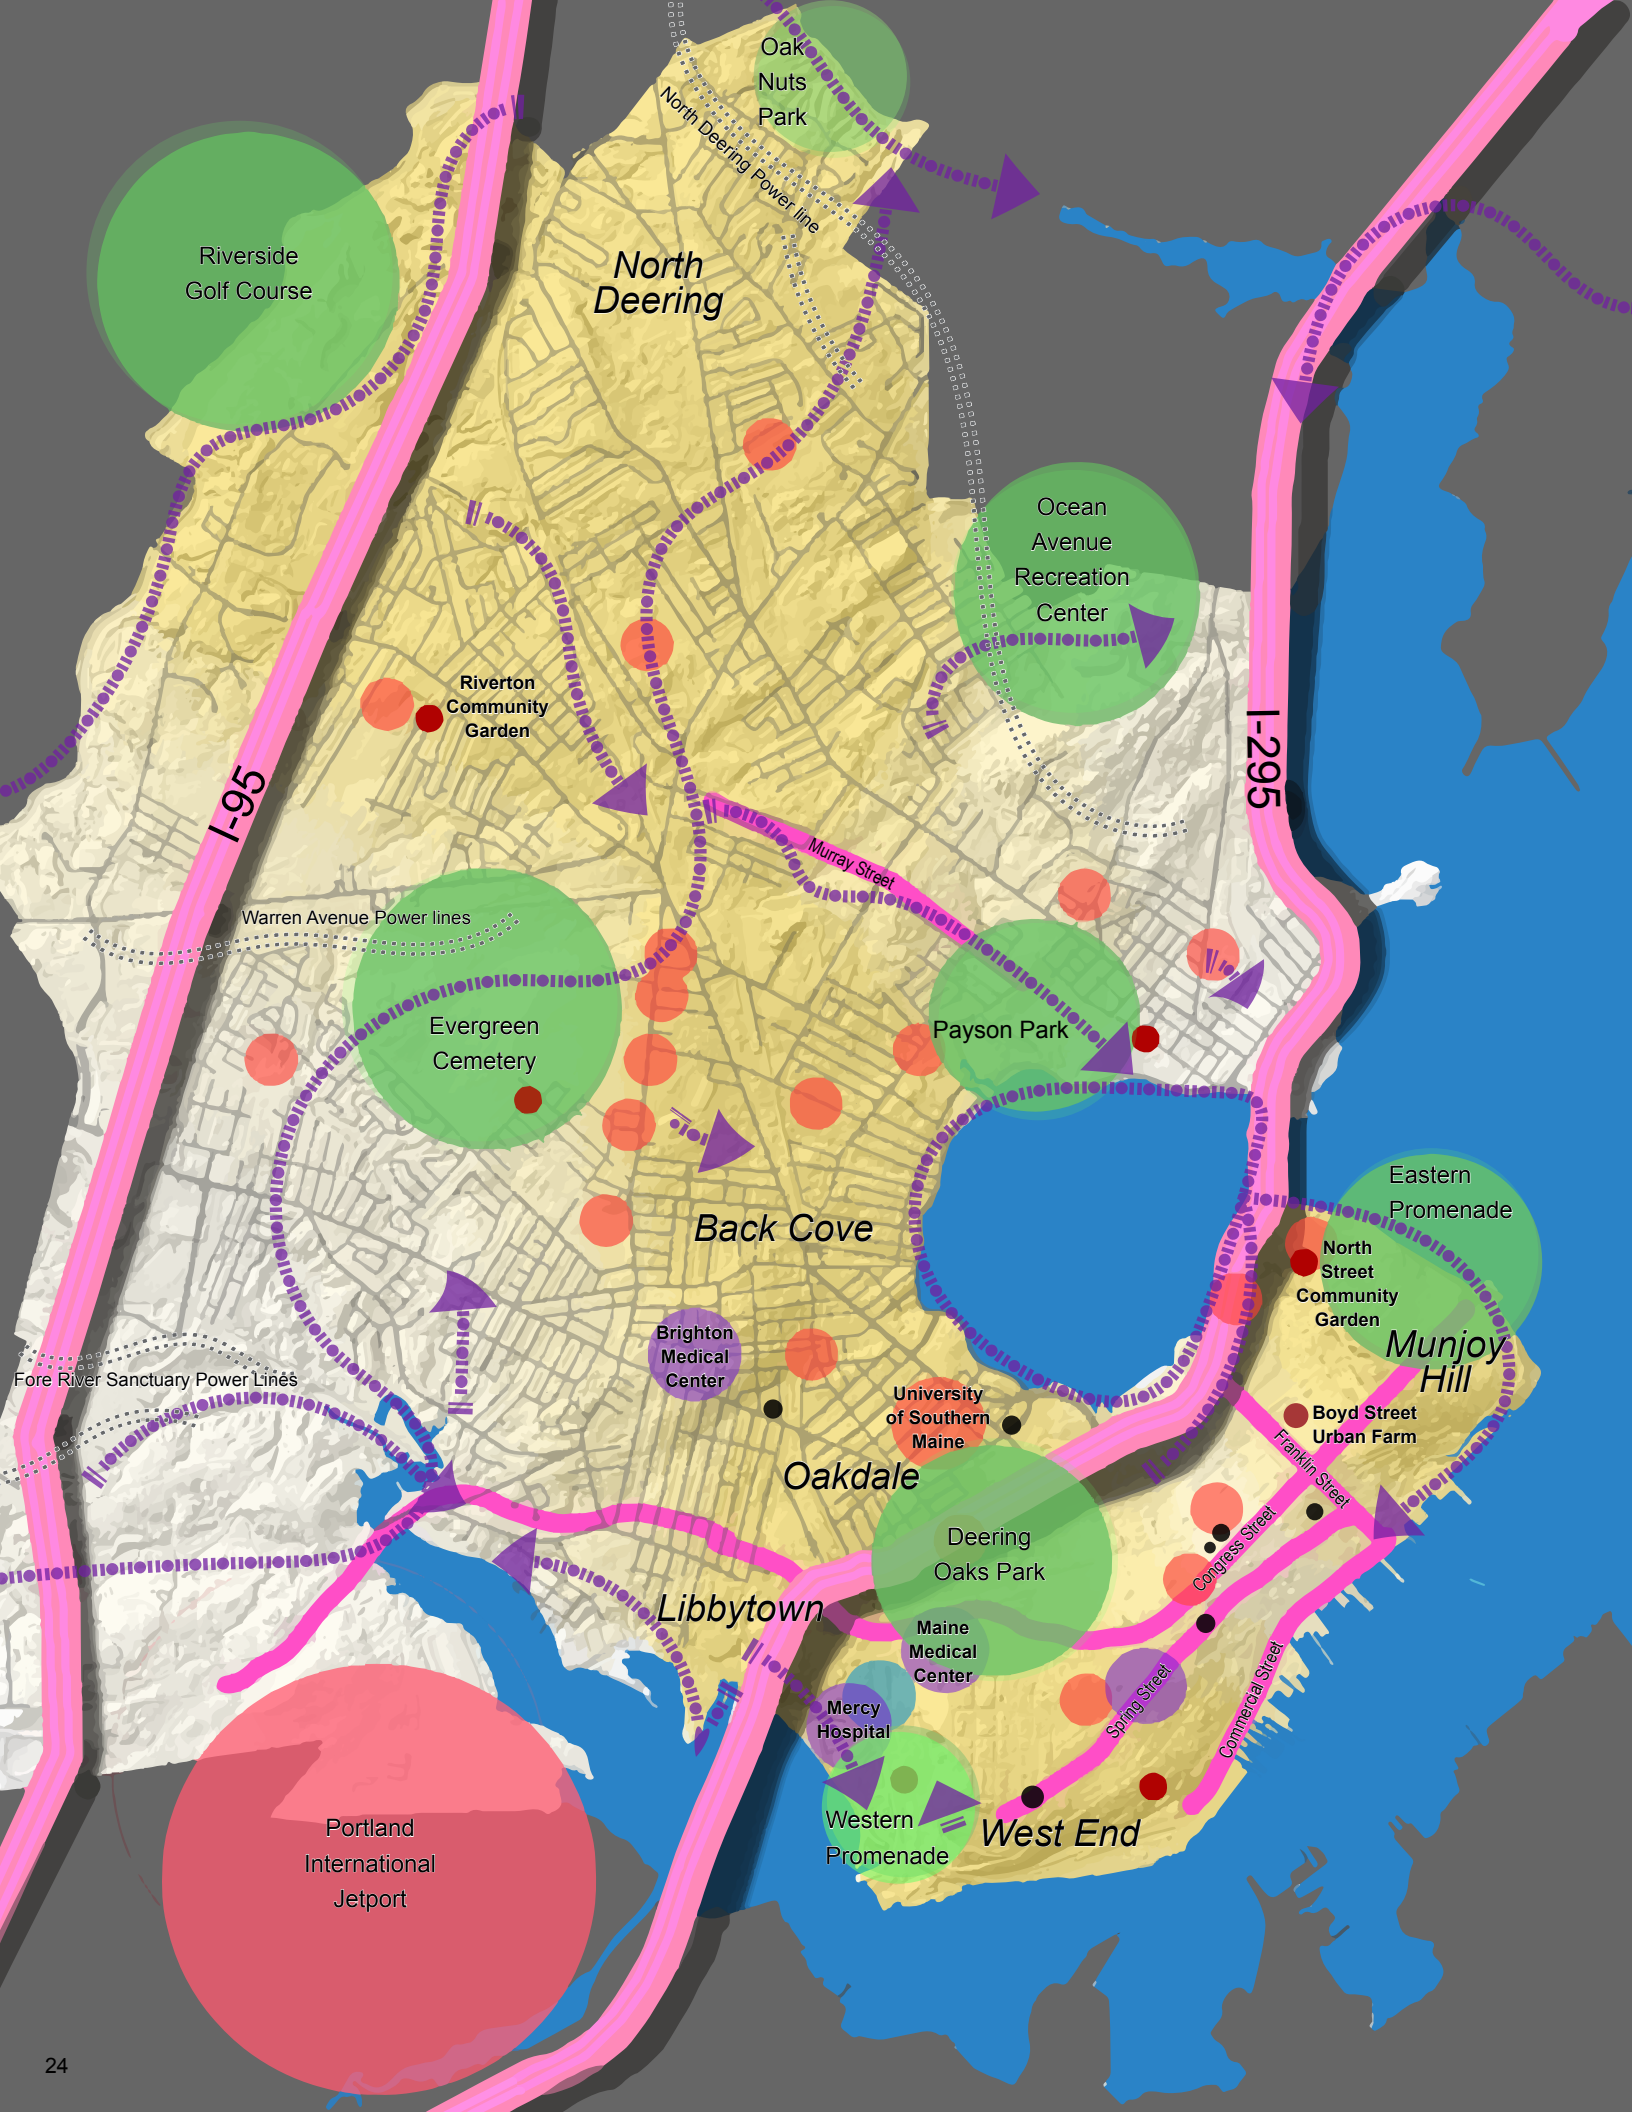 Oak
Nuts
Park
North Deering Power line
Riverside
Golf Course
North
Deering
Ocean
Avenue
Recreation
Center
Riverton
Community
Garden
I-95
I-295
Murray Street
Warren Avenue Power lines
Evergreen
Cemetery
Payson Park
Eastern
Promenade
Back Cove
North
Street
Community
Garden
Brighton
Medical
Center
Munjoy
Hill
Fore River Sanctuary Power Lines
University
of Southern
Maine
Boyd Street
Urban Farm
Franklin Street
Oakdale
Deering
Oaks Park
Congress Street
Libbytown
Maine
Medical
Center
Mercy
Hospital
Spring Street
Commercial Street
Western
Promenade
West End
Portland
International
Jetport
24